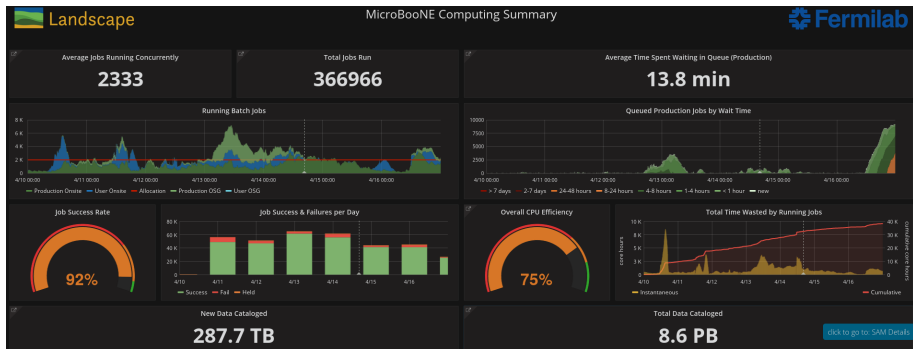 Landscape
MicroBooNE Computing Summary
Fermilab
Average Jobs Running Concurrently
2333
Total Jobs Run
366966
Average Time Spent Waiting in Queue (Production)
13.8 min
Running Batch Jobs
8 K
6 K
4 K
2 K
0
4/10 00:00 4/11 00:00 4/12 00:00 4/13 00:00 4/14 00:00 4/15 00:00 4/16 00:00
Production Onsite User Onsite Allocation Production OSG User OSG
Queued Production Jobs by Wait Time
10000
7500
5000
2500
0
4/10 00:00 4/11 00:00 4/12 00:00 4/13 00:00 4/14 00:00 4/15 00:00 4/16 00:00
> 7 days 2-7 days 24-48 hours 8-24 hours 4-8 hours 1-4 hours < 1 hour new
Job Success Rate
92%
Job Success & Failures per Day
80 K
60 K
40 K
20 K
0
4/10 4/11 4/12 4/13 4/14 4/15 4/16
Success Fail Held
Overall CPU Efficiency
75%
Total Time Wasted by Running Jobs
core hours
10 K
8 K
5 K
3 K
0
40 K
30 K
20 K
10 K
0
cumulative core hours
4/10 4/11 4/12 4/13 4/14 4/15 4/16
Instantaneous Cumulative
New Data Cataloged
287.7 TB
Total Data Cataloged
8.6 PB
click to go to: SAM Details